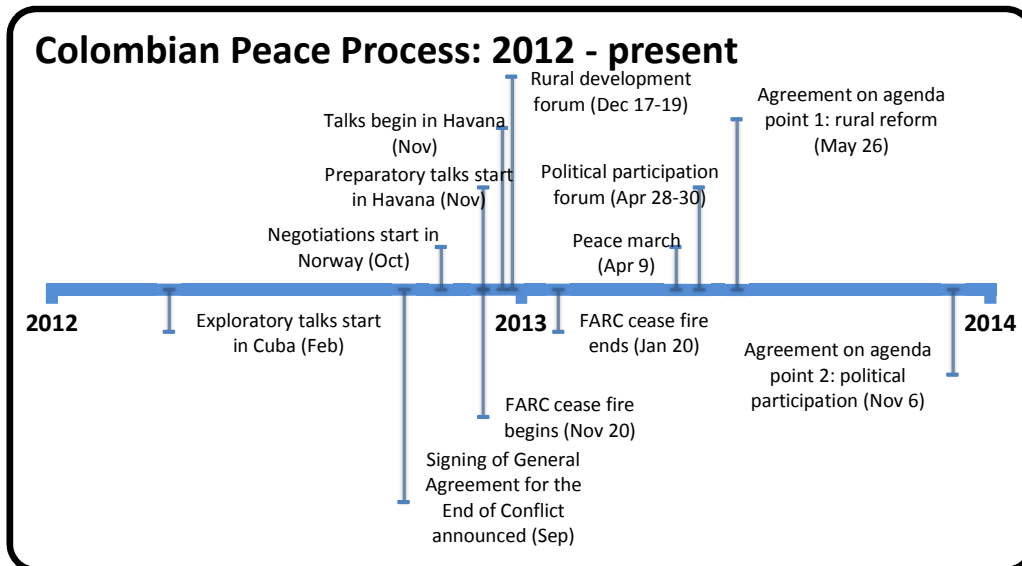 Colombian Peace Process: 2012 - present
Rural development
forum (Dec 17-19)
Agreement on agenda
point 1: rural reform
(May 26)
Talks begin in Havana
(Nov)
Preparatory talks start
in Havana (Nov)
Political participation
forum (Apr 28-30)
Negotiations start in
Norway (Oct)
Peace march
(Apr 9)
2012
2013
2014
Exploratory talks start
in Cuba (Feb)
FARC cease fire
ends (Jan 20)
Agreement on agenda
point 2: political
participation (Nov 6)
FARC cease fire
begins (Nov 20)
Signing of General
Agreement for the
End of Conflict
announced (Sep)